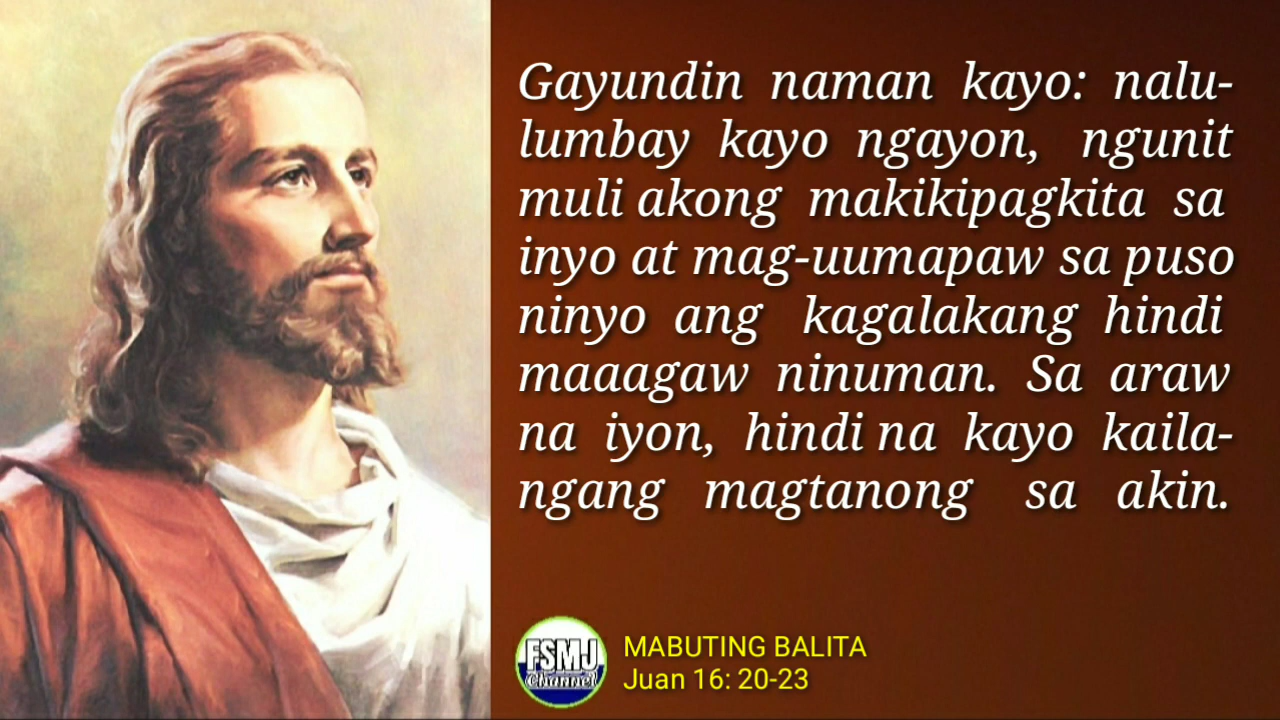 Gayundin naman kayo: nalu-
lumbay kayo ngayon, ngunit
muli akong makikipagkita sa
inyo at mag-uumapaw sa puso
ninyo ang kagalakang hindi
maaagaw ninuman. Sa araw
na iyon, hindi na kayo kaila-
ngang magtanong sa akin.
FSMJ
Channel
MABUTING BALITA
Juan 16: 20-23